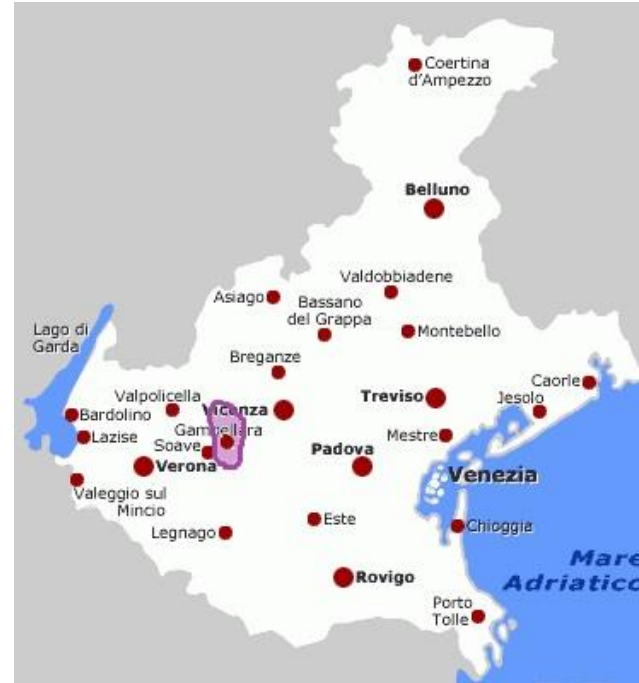 Coertina
d'Ampezzo
Belluno
Valdobbiadene
Asiago
Bassano
del Grappa
Montebello
Lago di
Garda
Breganze
Caorle
Valpolicella
Treviso
Jesolo
Bardolino
Vicenza
Gambellara
Mestre
Lazise
Soave
Padova
Verona
Venezia
Valeggio sul
Mincio
Este
Chioggia
Legnago
Mare
Adriatico
Rovigo
Porto
Tolle